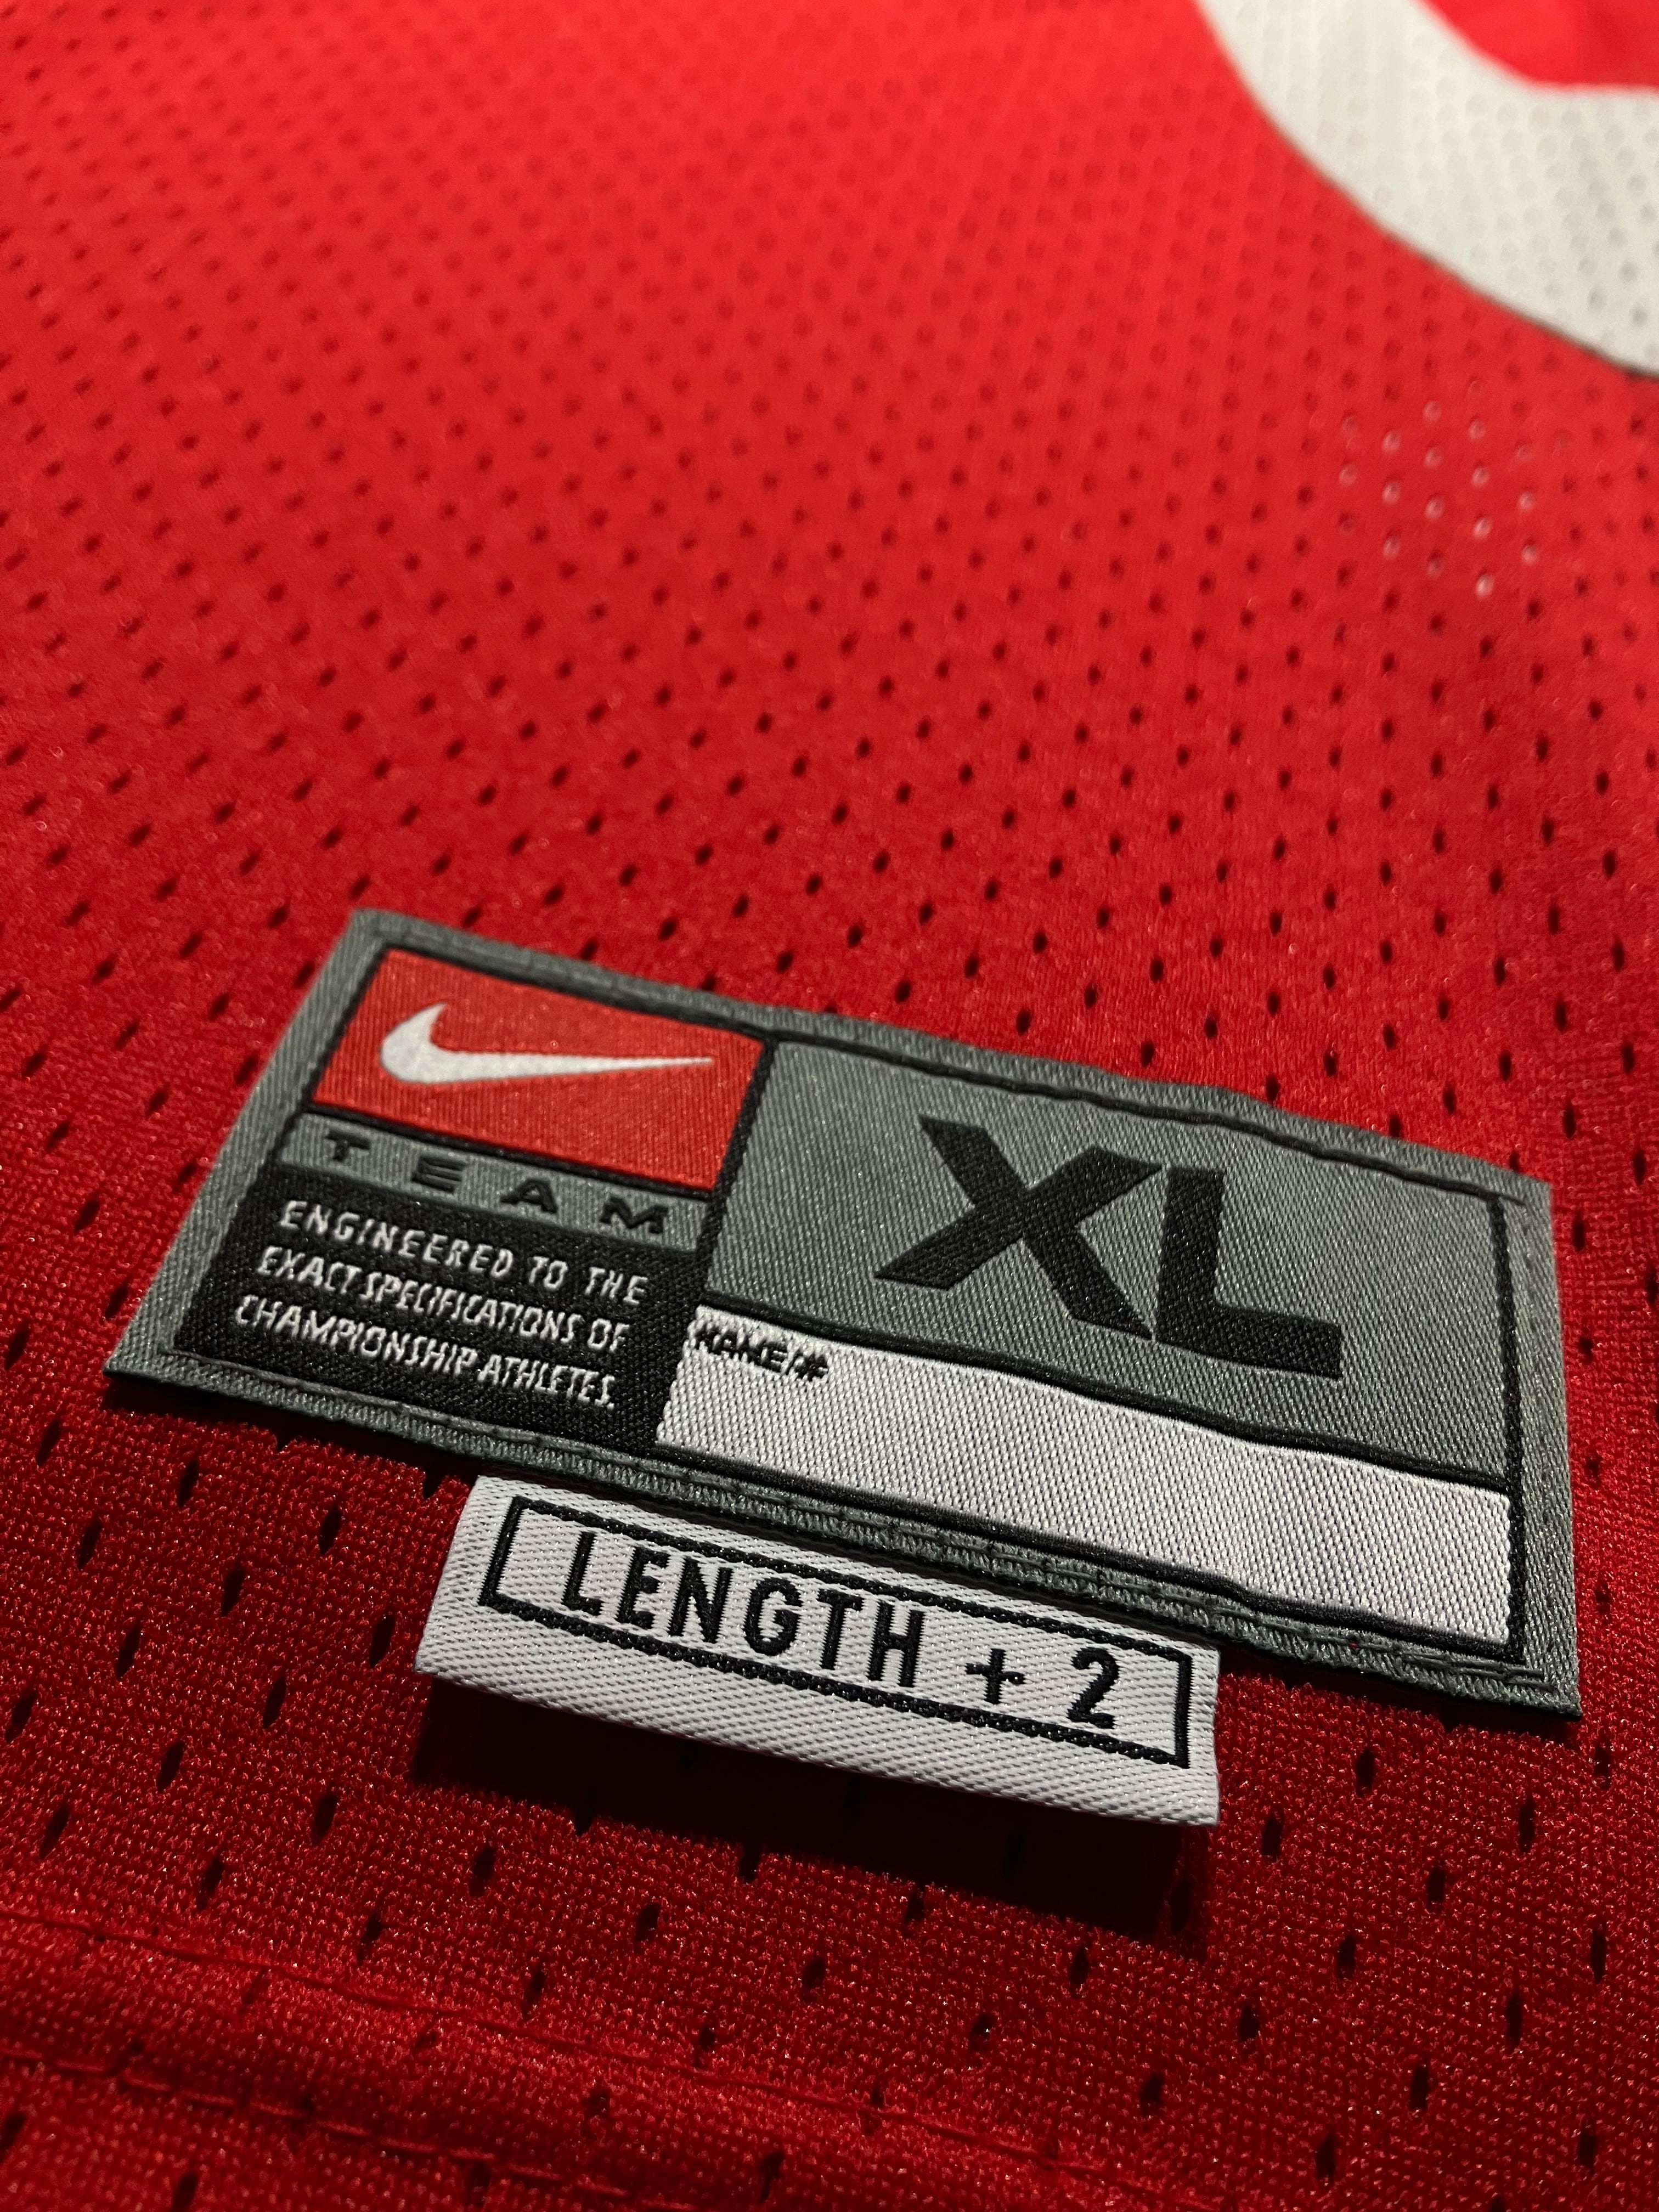 TEAM
ENGINEERED TO THE
EXACT SPECIFICATIONS OF
CHAMPIONSHIP ATHLETES.
XL
NAME/#
LENGTH + 2